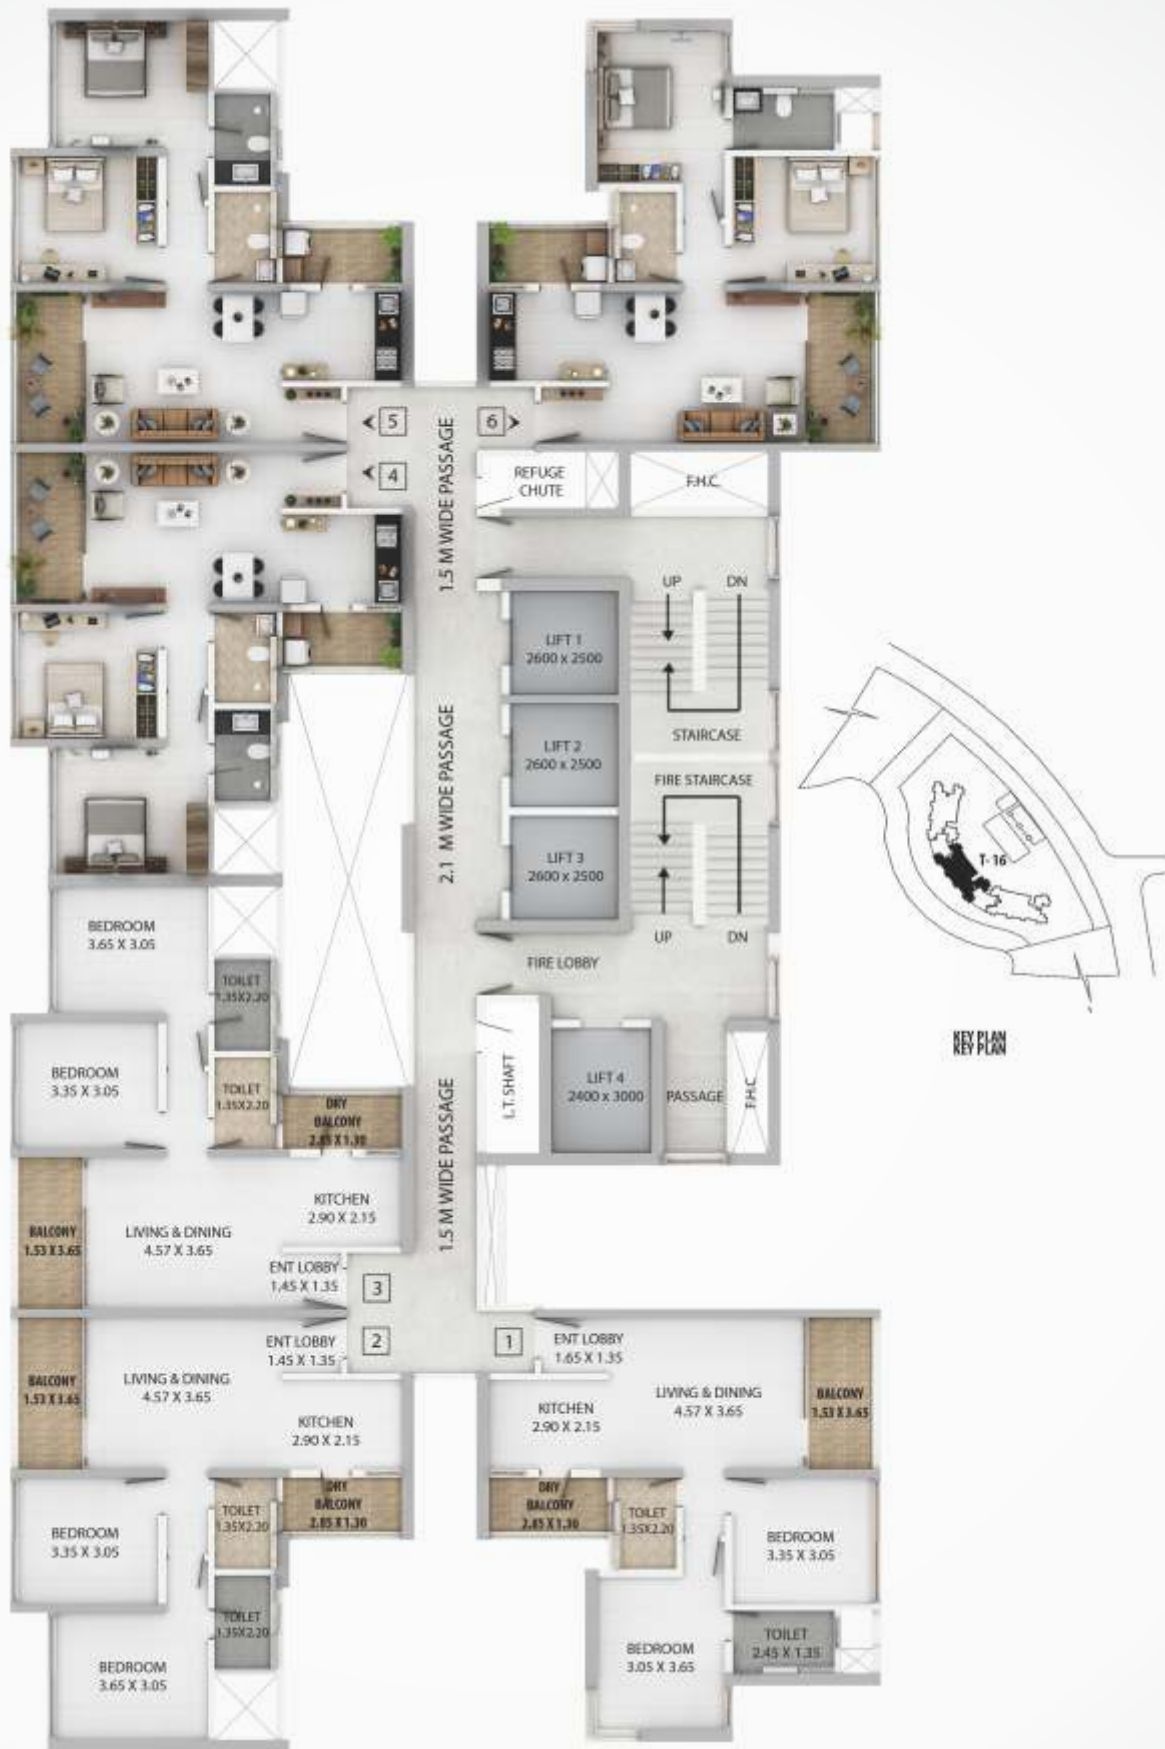 5
6
4
1.5 M WIDE PASSAGE
REFUGE
CHUTE
F.H.C.
UP
DN
LIFT 1
2600 x 2500
STAIRCASE
2.1 M WIDE PASSAGE
LIFT 2
2600 x 2500
FIRE STAIRCASE
LIFT 3
2600 x 2500
UP
DN
T-16
KEY PLAN
KEY PLAN
BEDROOM
3.65 X 3.05
FIRE LOBBY
TOILET
1.35X2.20
BEDROOM
3.35 X 3.05
TOILET
1.35X2.20
DRY
BALCONY
2.85 X 1.30
L.T. SHAFT
LIFT 4
2400 x 3000
PASSAGE
F.H.C
1.5 M WIDE PASSAGE
KITCHEN
2.90 X 2.15
BALCONY
1.53 X 3.65
LIVING & DINING
4.57 X 3.65
ENT LOBBY
1.45 X 1.35
3
ENT LOBBY
1.45 X 1.35
2
1
ENT LOBBY
1.65 X 1.35
BALCONY
1.53 X 3.65
LIVING & DINING
4.57 X 3.65
LIVING & DINING
4.57 X 3.65
BALCONY
1.53 X 3.65
KITCHEN
2.90 X 2.15
KITCHEN
2.90 X 2.15
DRY
BALCONY
2.85 X 1.30
DRY
BALCONY
2.85 X 1.30
BEDROOM
3.35 X 3.05
TOILET
1.35X2.20
TOILET
1.35X2.20
BEDROOM
3.35 X 3.05
TOILET
1.35X2.20
BEDROOM
3.65 X 3.05
BEDROOM
3.05 X 3.65
TOILET
2.45 X 1.35